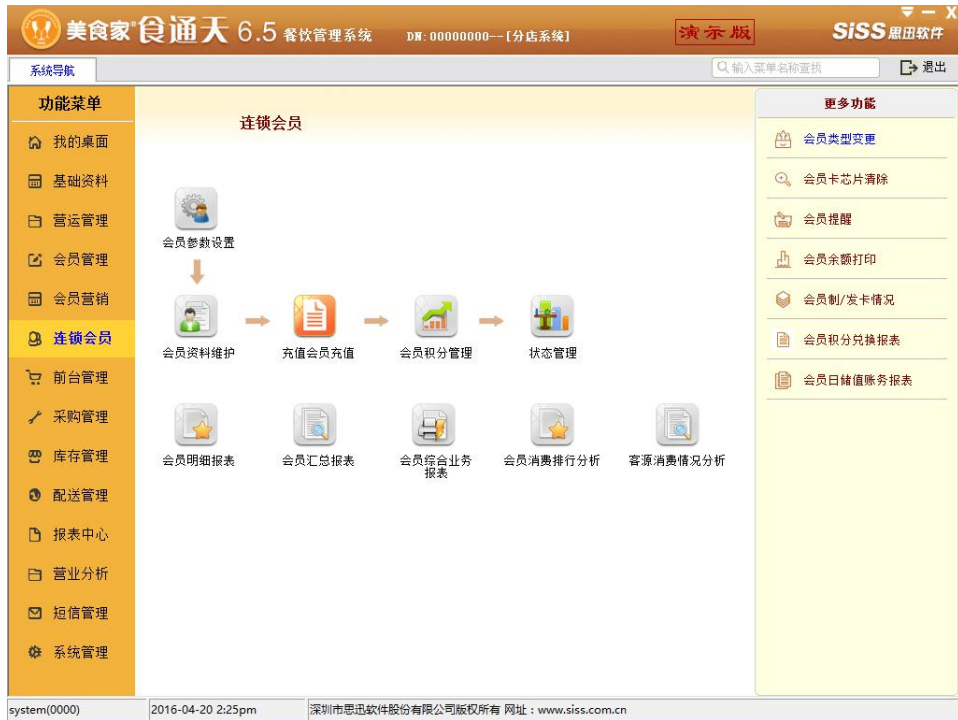 美食家®食通天 6.5 餐饮管理系统 DN:00000000--[分店系统] 演示版 SiSS 思迅软件
系统导航 输入菜单名称查找 退出
功能菜单
我的桌面
基础资料
营运管理
会员管理
会员营销
连锁会员
前台管理
采购管理
库存管理
配送管理
报表中心
营业分析
短信管理
系统管理
连锁会员
会员参数设置
会员资料维护 充值会员充值 会员积分管理 状态管理
会员明细报表 会员汇总报表 会员综合业务报表 会员消费排行分析 客源消费情况分析
更多功能
会员类型变更
会员卡芯片清除
会员提醒
会员余额打印
会员制/发卡情况
会员积分兑换报表
会员日储值账务报表
system(0000) 2016-04-20 2:25pm 深圳市思迅软件股份有限公司版权所有 网址：www.siss.com.cn